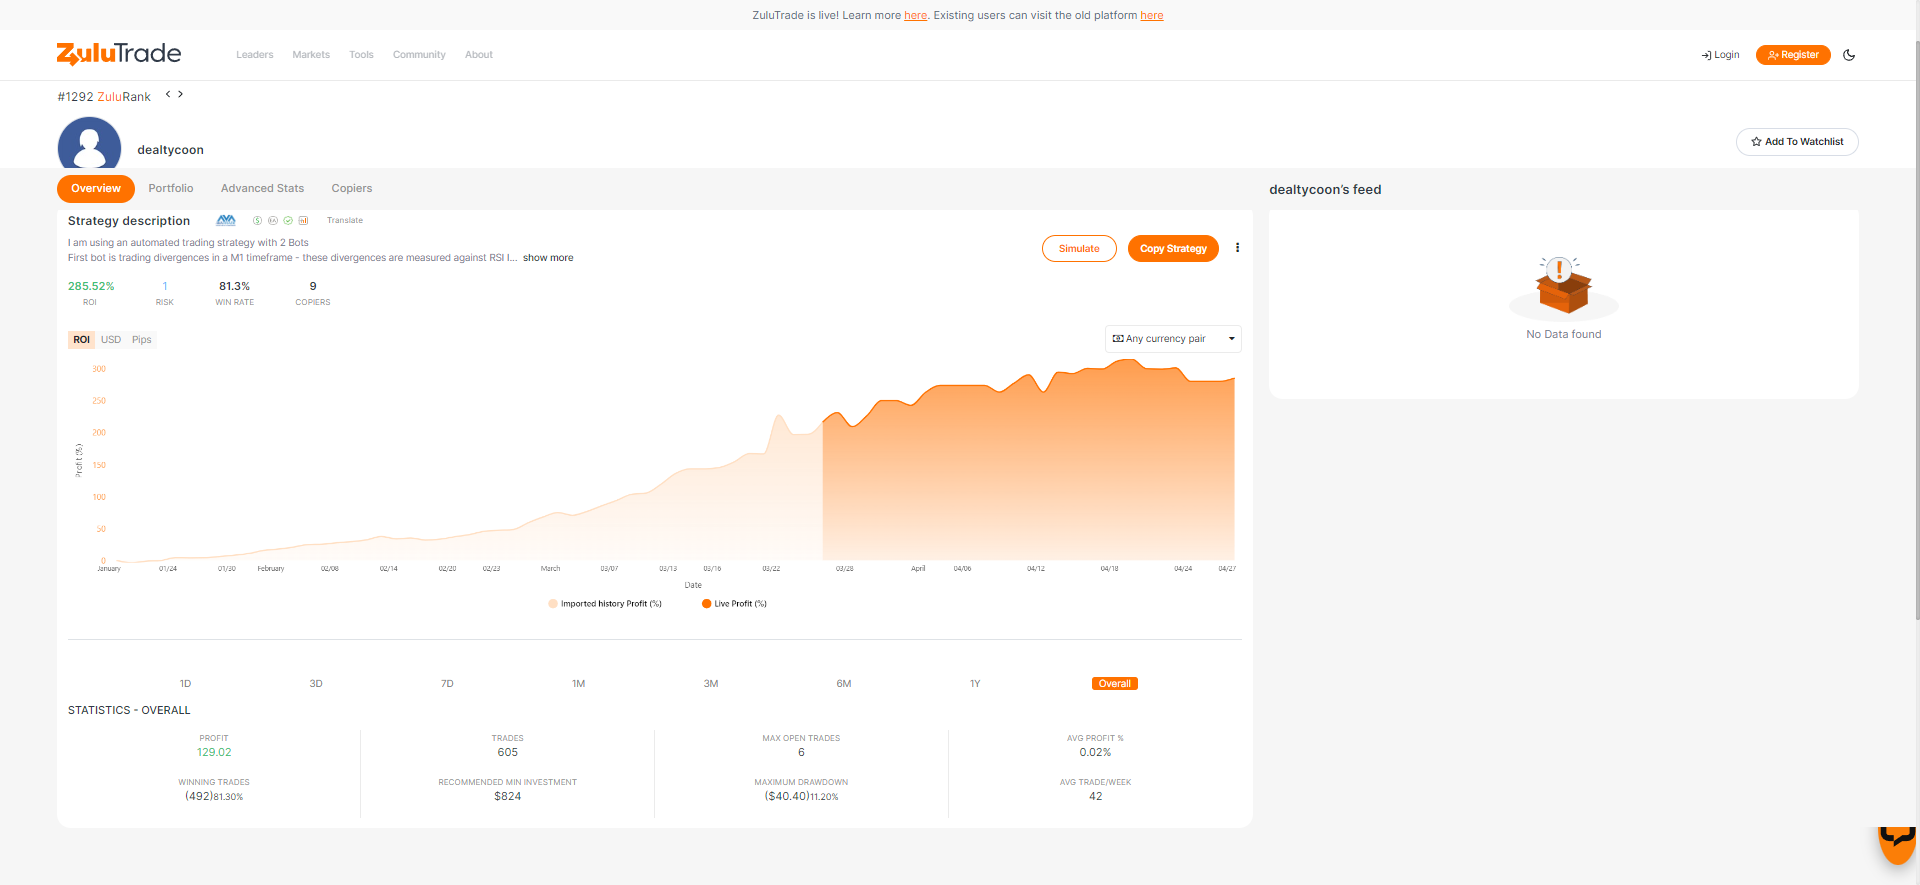 ZuluTrade is live! Learn more here. Existing users can visit the old platform here
ZuluTrade
Leaders Markets Tools Community About
Login Register
#1292 ZuluRank
dealtycoon
Add To Watchlist
Overview Portfolio Advanced Stats Copiers
dealtycoon's feed
Strategy description AVA Translate
I am using an automated trading strategy with 2 Bots
First bot is trading divergences in a M1 timeframe - these divergences are measured against RSI I... show more
Simulate Copy Strategy
285.52% 1 81.3% 9
ROI RISK WIN RATE COPIERS
No Data found
ROI USD Pips
Any currency pair
300
250
200
150
100
50
0
Profit (%)
January 01/24 01/30 February 02/08 02/14 02/20 02/23 March 03/07 03/13 03/16 03/22 03/28 April 04/06 04/12 04/18 04/24 04/27
Date
Imported history Profit (%) Live Profit (%)
1D 3D 7D 1M 3M 6M 1Y Overall
STATISTICS - OVERALL
PROFIT TRADES MAX OPEN TRADES AVG PROFIT %
129.02 605 6 0.02%
WINNING TRADES RECOMMENDED MIN INVESTMENT MAXIMUM DRAWDOWN AVG TRADE/WEEK
(492)81.30% $824 ($40.40)11.20% 42